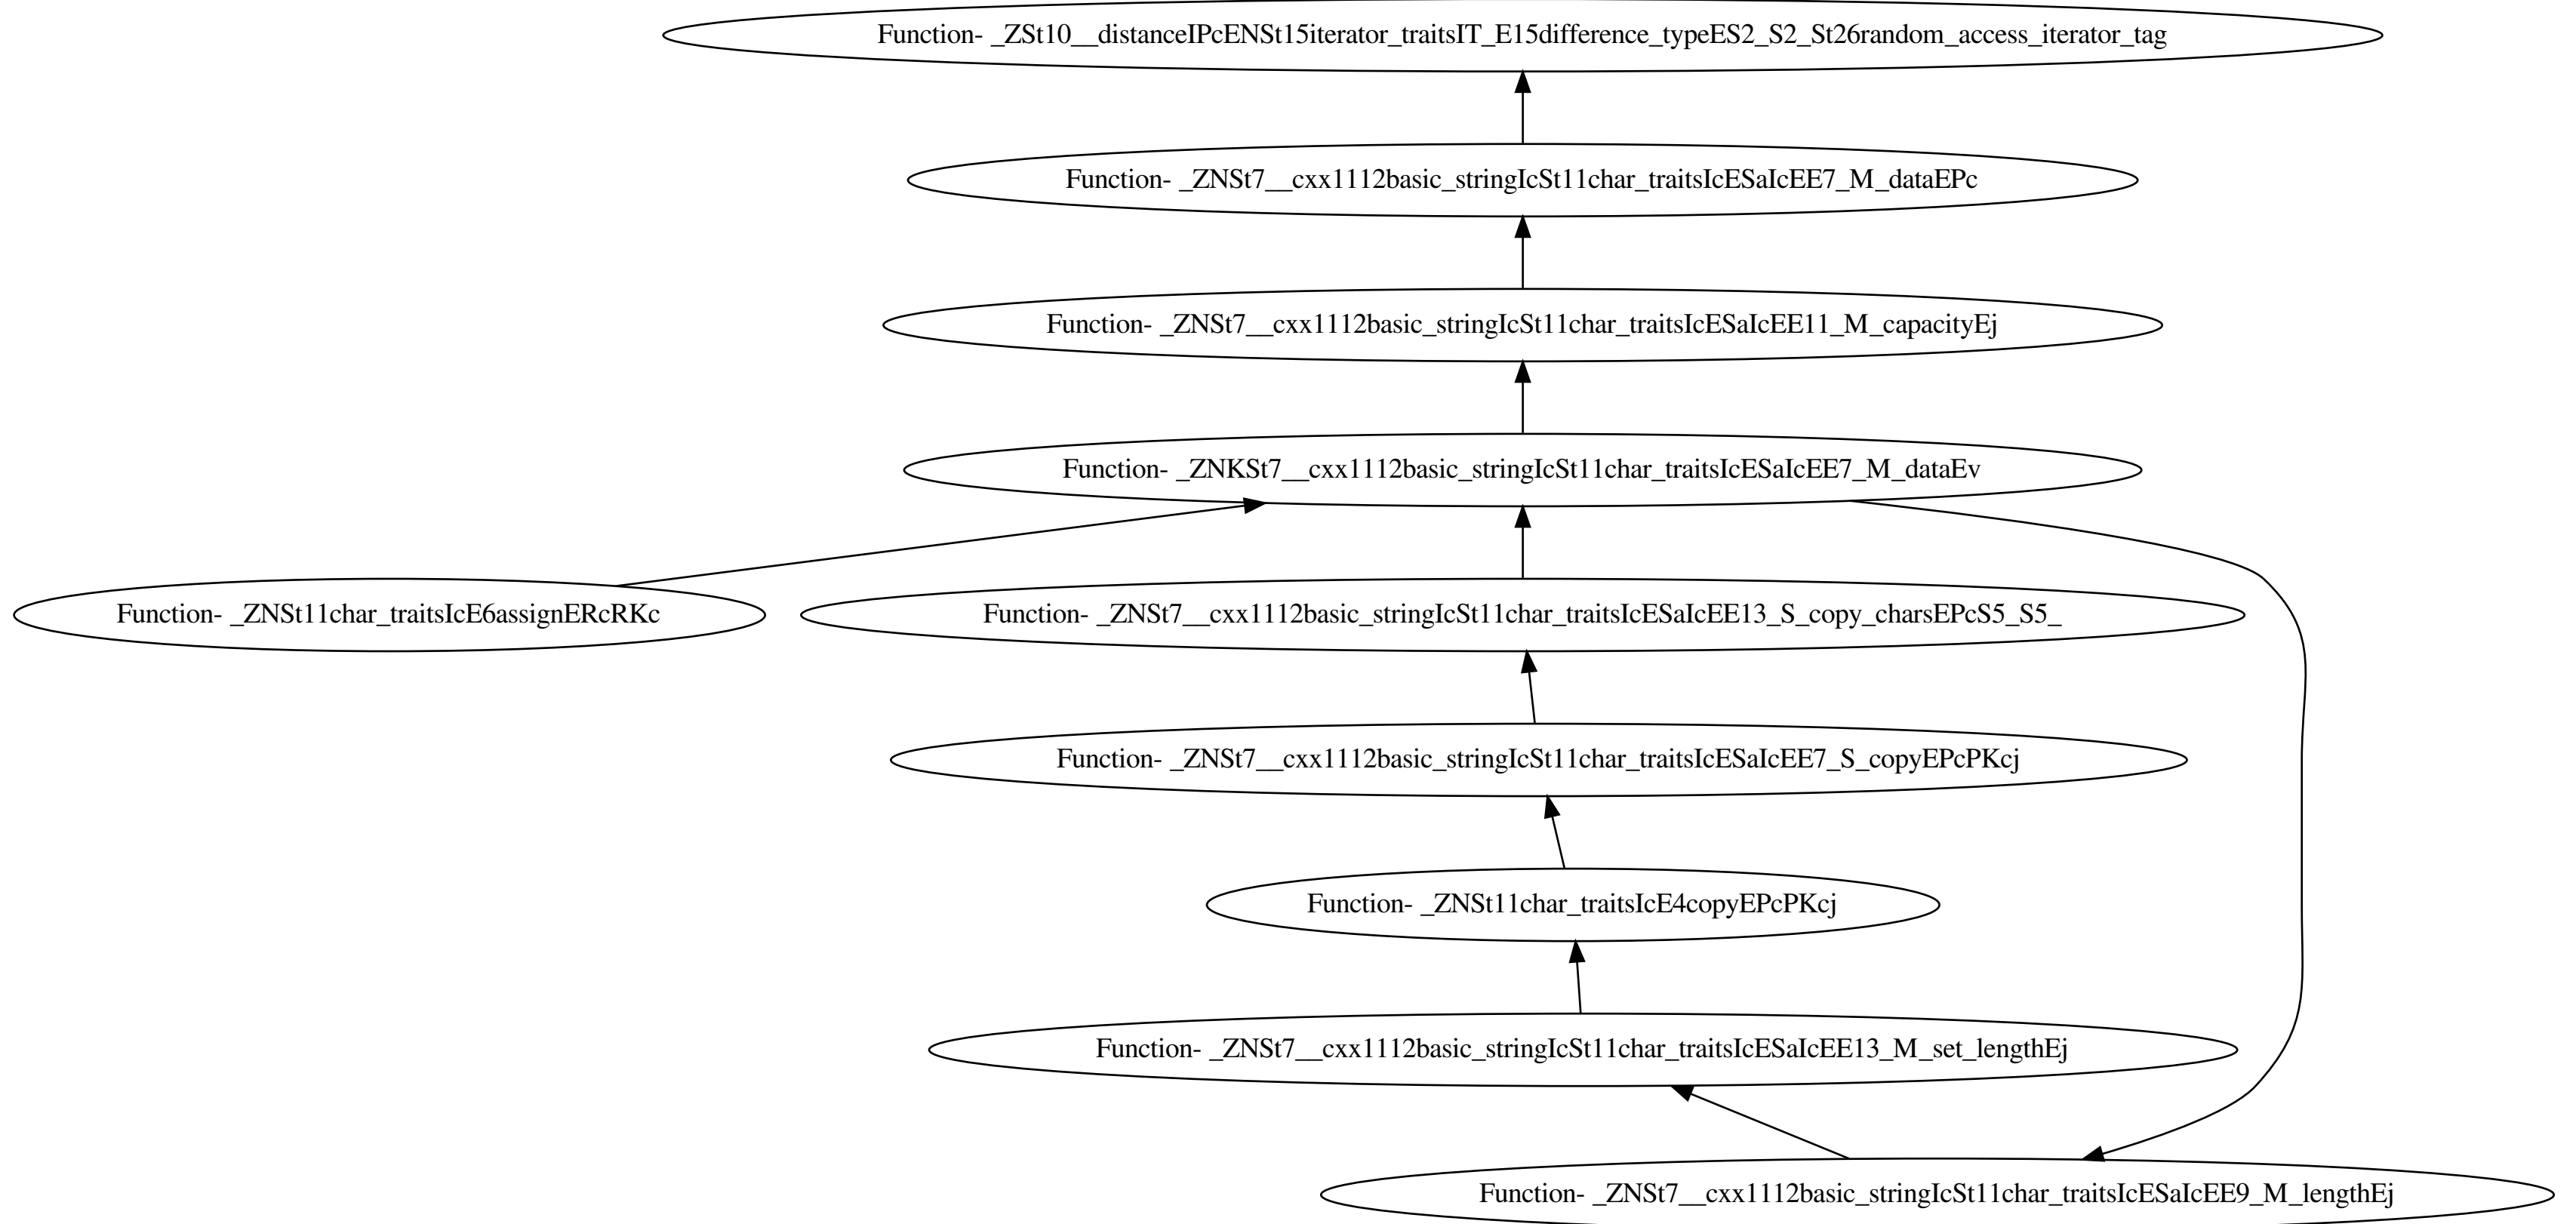 Function- _ZSt10__distanceIPcENSt15iterator_traitsIT_E15difference_typeES2_S2_St26random_access_iterator_tag
Function- _ZNSt7__cxx1112basic_stringIcSt11char_traitsIcESaIcEE7_M_dataEPc
Function- _ZNSt7__cxx1112basic_stringIcSt11char_traitsIcESaIcEE11_M_capacityEj
Function- _ZNKSt7__cxx1112basic_stringIcSt11char_traitsIcESaIcEE7_M_dataEv
Function- _ZNSt11char_traitsIcE6assignERcRKc
Function- _ZNSt7__cxx1112basic_stringIcSt11char_traitsIcESaIcEE13_S_copy_charsEPcS5_S5_
Function- _ZNSt7__cxx1112basic_stringIcSt11char_traitsIcESaIcEE7_S_copyEPcPKcj
Function- _ZNSt11char_traitsIcE4copyEPcPKcj
Function- _ZNSt7__cxx1112basic_stringIcSt11char_traitsIcESaIcEE13_M_set_lengthEj
Function- _ZNSt7__cxx1112basic_stringIcSt11char_traitsIcESaIcEE9_M_lengthEj